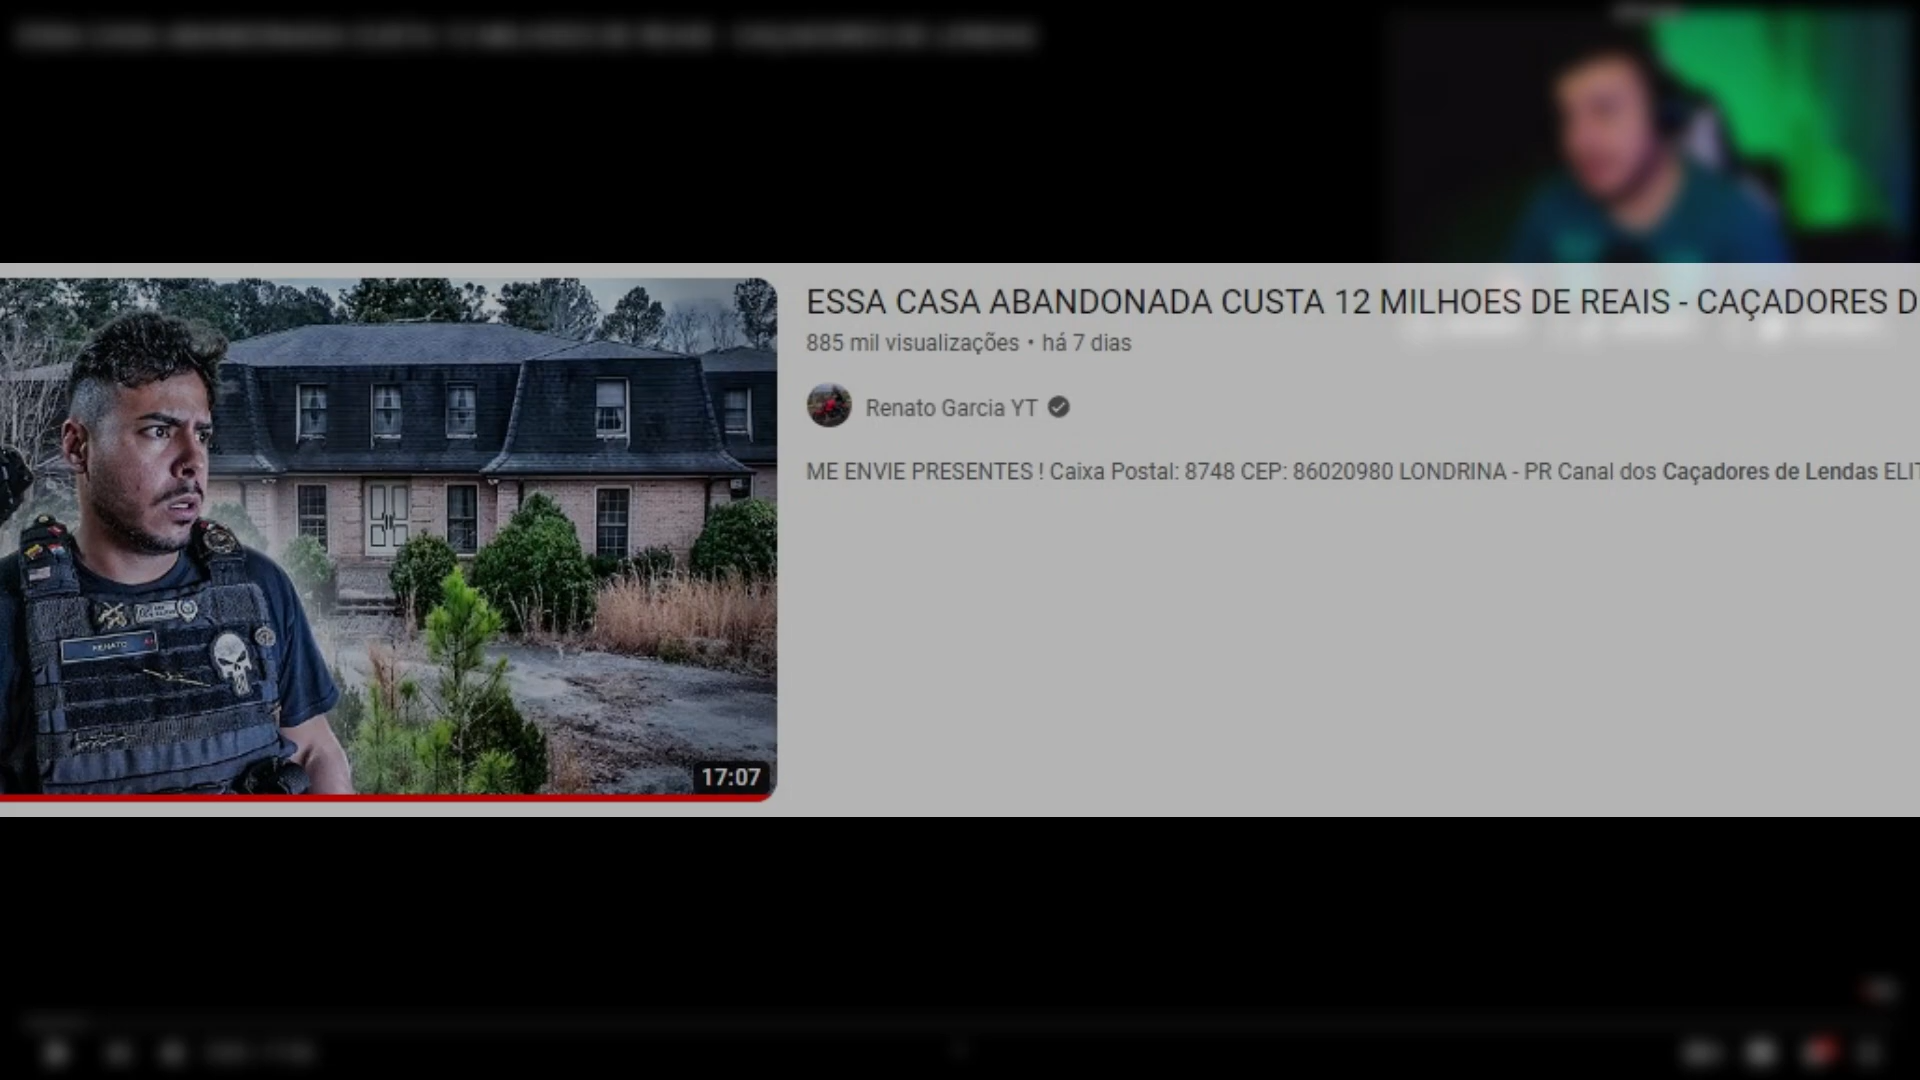 ESSA CASA ABANDONADA CUSTA 12 MILHOES DE REAIS - CAÇADORES D
885 mil visualizações • há 7 dias
Renato Garcia YT
ME ENVIE PRESENTES ! Caixa Postal: 8748 CEP: 86020980 LONDRINA - PR Canal dos Caçadores de Lendas ELIT
RENATO
17:07